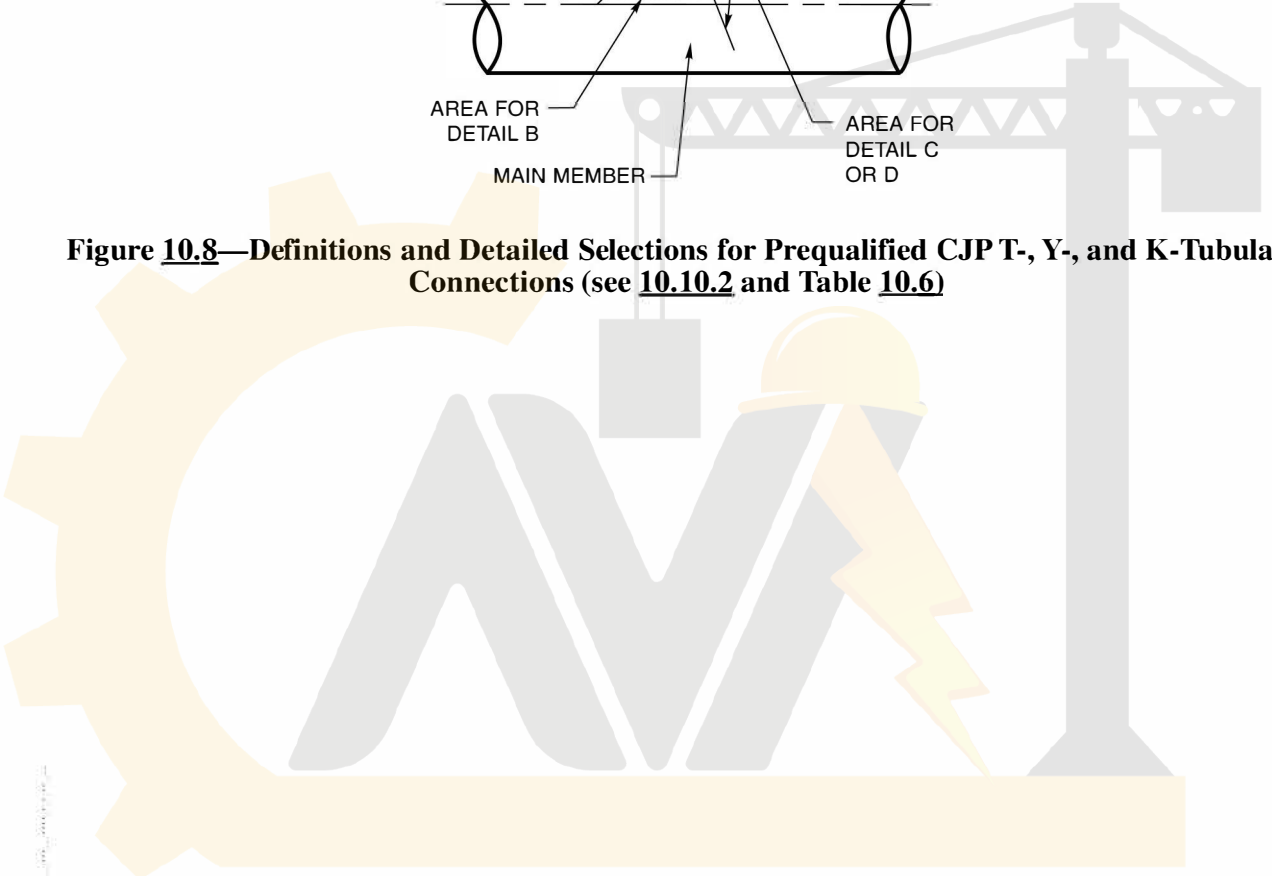 AREA FOR
DETAIL B
MAIN MEMBER
AREA FOR
DETAIL C
OR D
Figure 10.8—Definitions and Detailed Selections for Prequalified CJP T-, Y-, and K-Tubula
Connections (see 10.10.2 and Table 10.6)